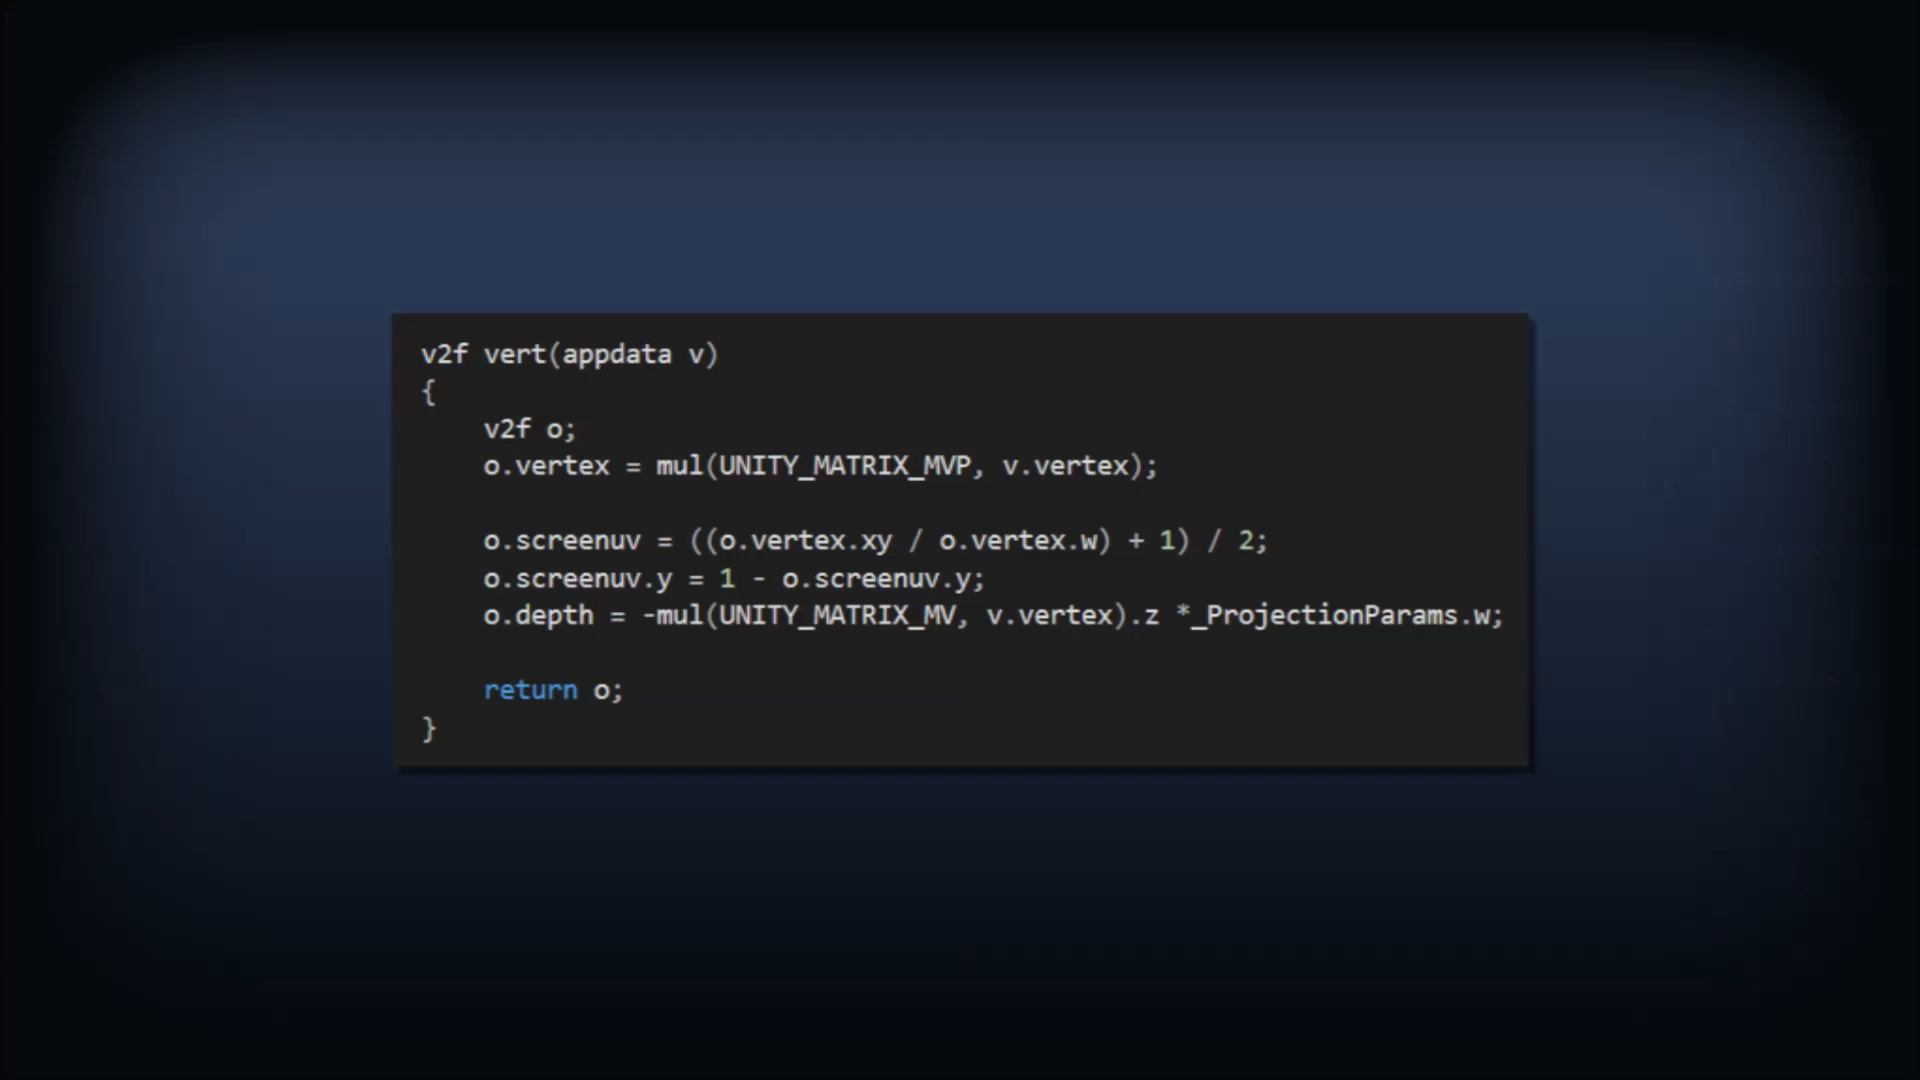 v2f vert(appdata v)
{
    v2f o;
    o.vertex = mul(UNITY_MATRIX_MVP, v.vertex);

    o.screenuv = ((o.vertex.xy / o.vertex.w) + 1) / 2;
    o.screenuv.y = 1 - o.screenuv.y;
    o.depth = -mul(UNITY_MATRIX_MV, v.vertex).z *_ProjectionParams.w;

    return o;
}